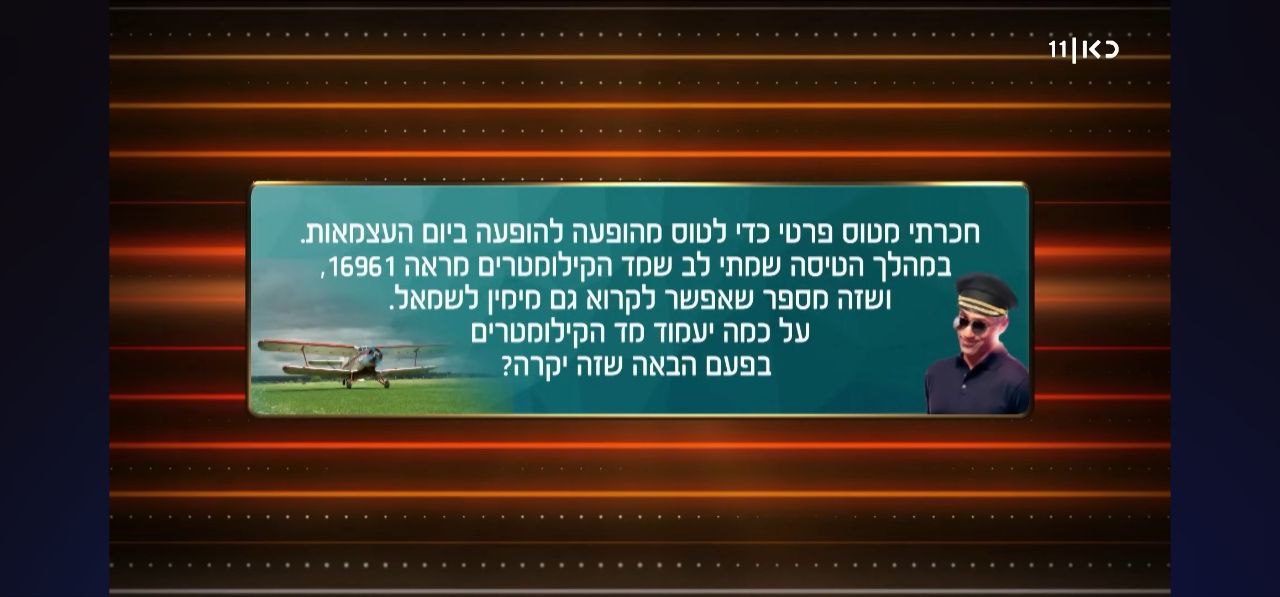 כאן|11
חכרתי מטוס פרטי כדי לטוס מהופעה להופעה ביום העצמאות.
במהלך הטיסה שמתי לב שמד הקילומטרים מראה 16961,
ושזה מספר שאפשר לקרוא גם מימין לשמאל.
על כמה יעמוד מד הקילומטרים
בפעם הבאה שזה יקרה?